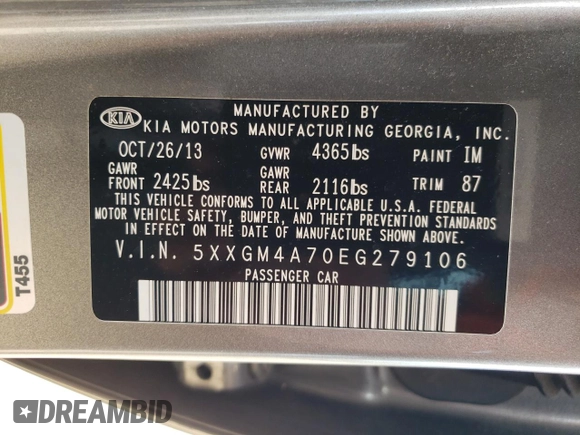 KIA
MANUFACTURED BY
KIA MOTORS MANUFACTURING GEORGIA, INC.
OCT/26/13 GVWR 4365lbs PAINT IM
GAWR FRONT 2425lbs GAWR REAR 2116lbs TRIM 87
THIS VEHICLE CONFORMS TO ALL APPLICABLE U.S.A. FEDERAL
MOTOR VEHICLE SAFETY, BUMPER, AND THEFT PREVENTION STANDARDS
IN EFFECT ON THE DATE OF MANUFACTURE SHOWN ABOVE.
V.I.N. 5XXGM4A70EG279106
PASSENGER CAR
T455
DREAMBID